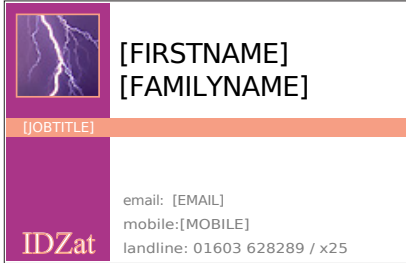 [FIRSTNAME]
[FAMILYNAME]
[JOBTITLE]
email: [EMAIL]
mobile:[MOBILE]
landline: 01603 628289 / x25
IDZat